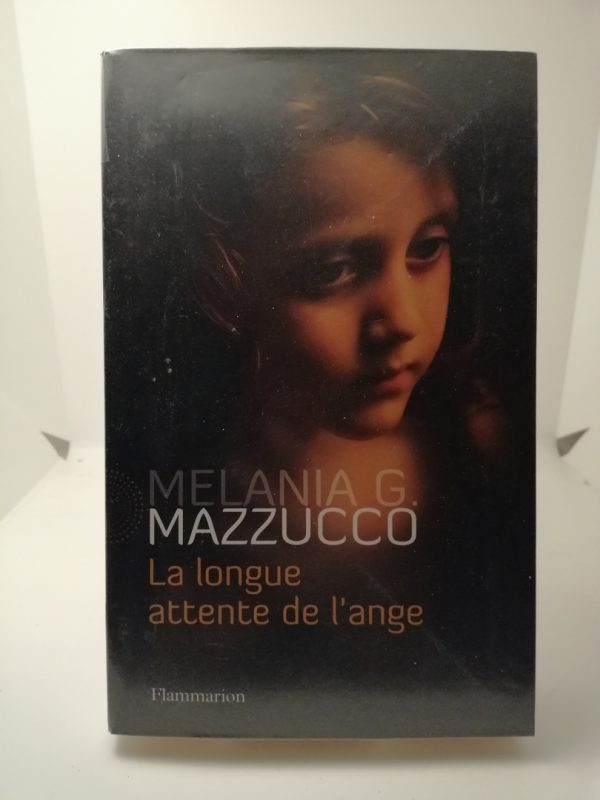 MELANIA G.
MAZZUCCO
La longue
attente de l'ange
Flammarion